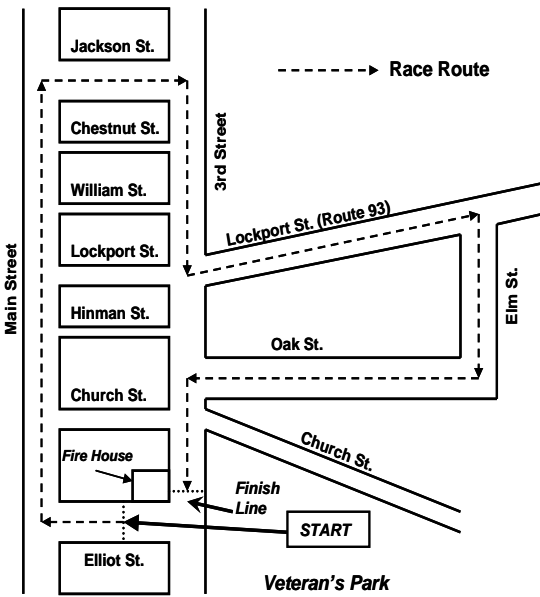 Jackson St.
Race Route
Chestnut St.
3rd Street
William St.
Lockport St. (Route 93)
Lockport St.
Main Street
Elm St.
Hinman St.
Oak St.
Church St.
Church St.
Fire House
Finish
Line
START
Elliot St.
Veteran's Park